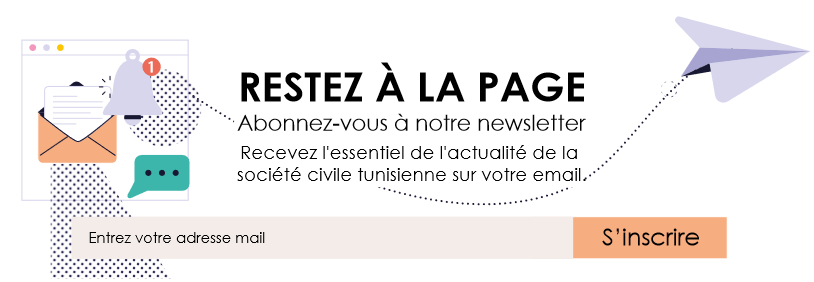 1
RESTEZ À LA PAGE
Abonnez-vous à notre newsletter
Recevez l'essentiel de l'actualité de la
société civile tunisienne sur votre email.
Entrez votre adresse mail
S'inscrire